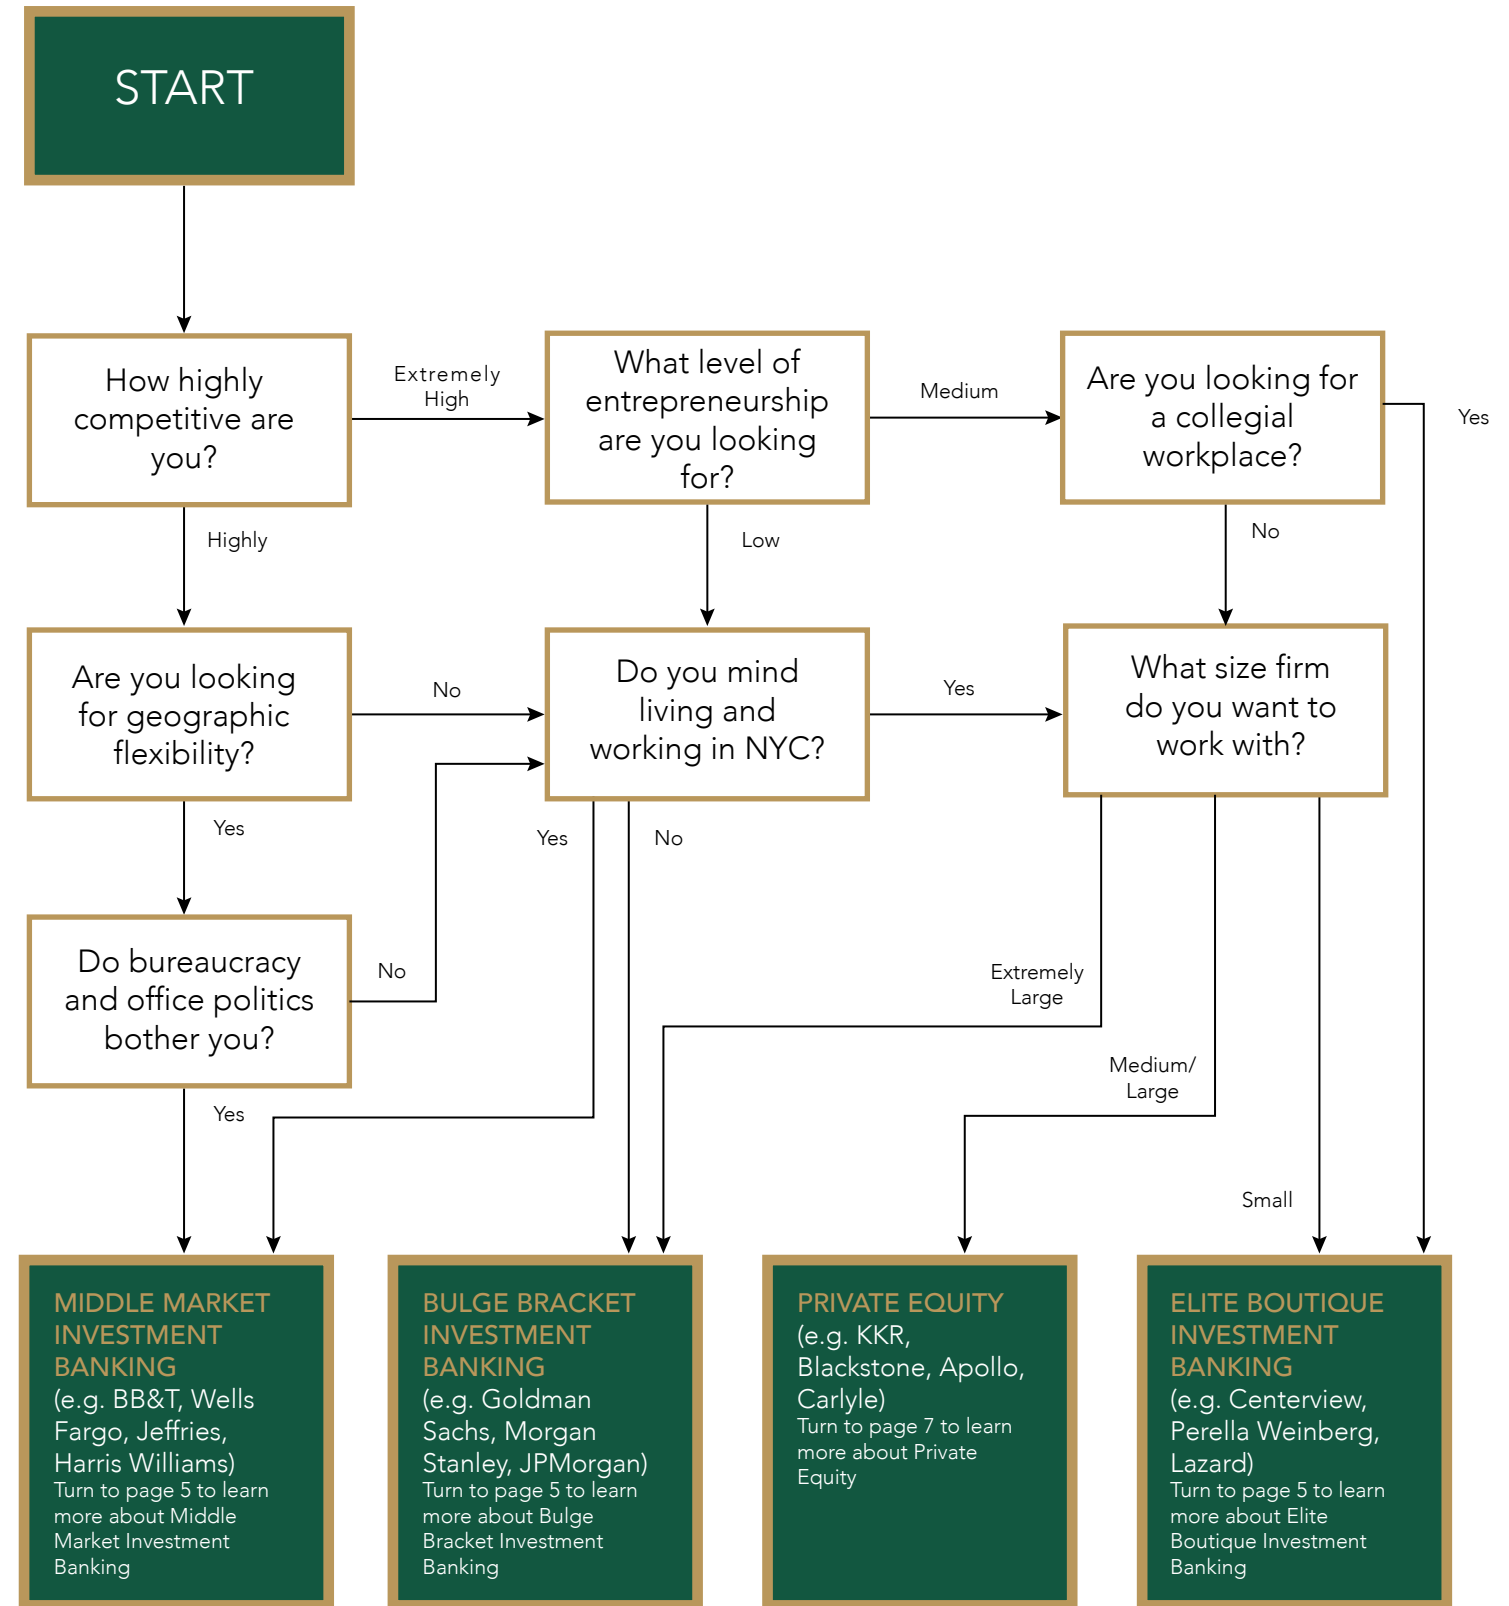 START
How highly
competitive are
you?
Extremely
High
What level of
entrepreneurship
are you looking
for?
Medium
Are you looking for
a collegial
workplace?
Yes
Highly
Low
No
Are you looking
for geographic
flexibility?
No
Do you mind
living and
working in NYC?
Yes
What size firm
do you want to
work with?
Yes
Yes
No
Do bureaucracy
and office politics
bother you?
No
Extremely
Large
Medium/
Large
Yes
Small
MIDDLE MARKET
INVESTMENT
BANKING
(e.g. BB&T, Wells
Fargo, Jeffries,
Harris Williams)
Turn to page 5 to learn
more about Middle
Market Investment
Banking
BULGE BRACKET
INVESTMENT
BANKING
(e.g. Goldman
Sachs, Morgan
Stanley, JPMorgan)
Turn to page 5 to learn
more about Bulge
Bracket Investment
Banking
PRIVATE EQUITY
(e.g. KKR,
Blackstone, Apollo,
Carlyle)
Turn to page 7 to learn
more about Private
Equity
ELITE BOUTIQUE
INVESTMENT
BANKING
(e.g. Centerview,
Perella Weinberg,
Lazard)
Turn to page 5 to learn
more about Elite
Boutique Investment
Banking